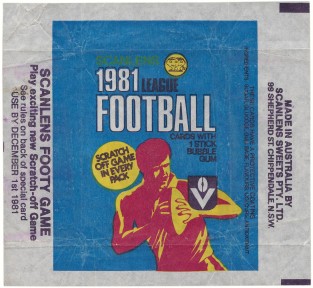 SCANLENS
1981 LEAGUE
FOOTBALL
CARDS WITH
1 STICK
BUBBLE
GUM
SCRATCH
OFF GAME
IN EVERY
PACK
V
SCANLENS FOOTY GAME
Play exciting new Scratch-off Game
See rules on back of special card
USE BY DECEMBER 1st 1981
MADE IN AUSTRALIA BY
SCANLENS SWEETS PTY. LTD.
99 SHEPHERD ST., CHIPPENDALE N.S.W.